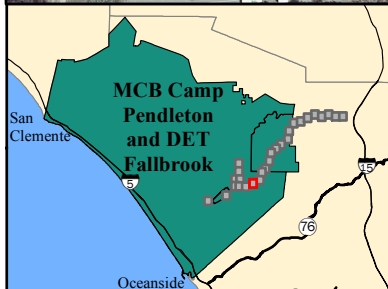 MCB Camp
Pendleton
and DET
Fallbrook
San
Clemente
5
15
76
Oceanside